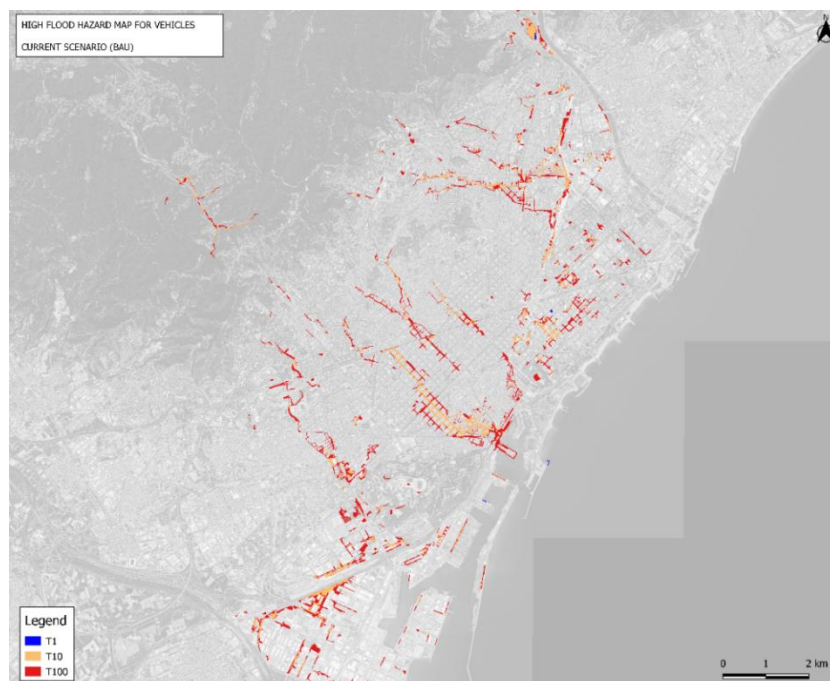 HIGH FLOOD HAZARD MAP FOR VEHICLES
CURRENT SCENARIO (BAU)
N
Legend
T1
T10
T100
0 1 2 km